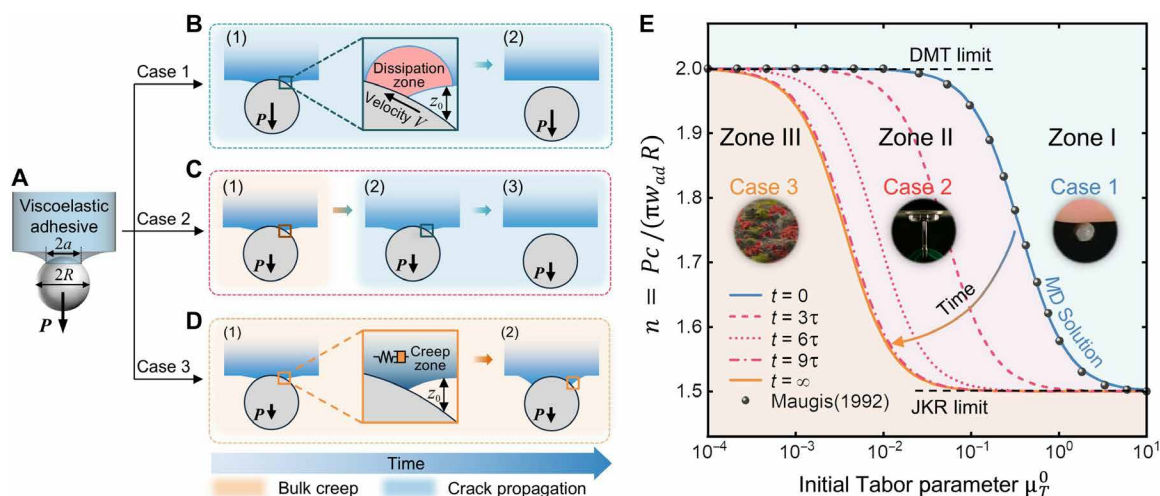 A
Viscoelastic
adhesive
2a
2R
P
Case 1
Case 2
Case 3
B
(1)
P
Dissipation
zone
Velocity V
z₀
(2)
P
C
(1)
P
(2)
P
(3)
P
D
(1)
P
Creep
zone
z₀
(2)
P
Time
Bulk creep
Crack propagation
E
n = Pc /(πw_ad R)
2.0
1.9
1.8
1.7
1.6
1.5
DMT limit
Zone III
Zone II
Zone I
Case 3
Case 2
Case 1
Time
MD Solution
t = 0
t = 3τ
t = 6τ
t = 9τ
t = ∞
Maugis(1992)
JKR limit
10⁻⁴
10⁻³
10⁻²
10⁻¹
10⁰
10¹
Initial Tabor parameter μ_T⁰